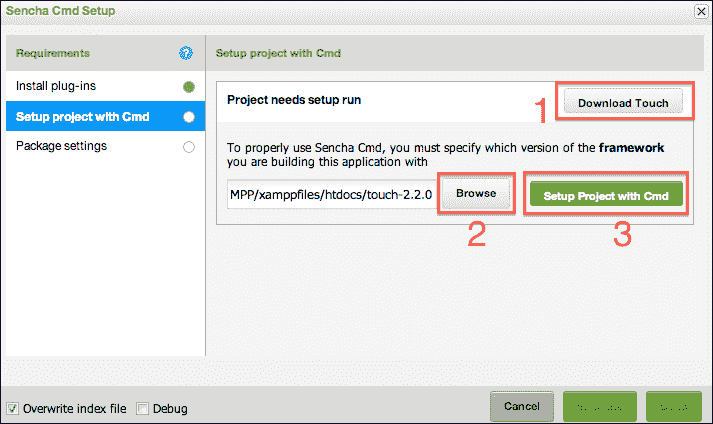 Sencha Cmd Setup
Requirements
?
Setup project with Cmd
Install plug-ins
Setup project with Cmd
Package settings
Project needs setup run
1
Download Touch
To properly use Sencha Cmd, you must specify which version of the framework
you are building this application with
MPP/xamppfiles/htdocs/touch-2.2.0
Browse
Setup Project with Cmd
2
3
Overwrite index file
Debug
Cancel